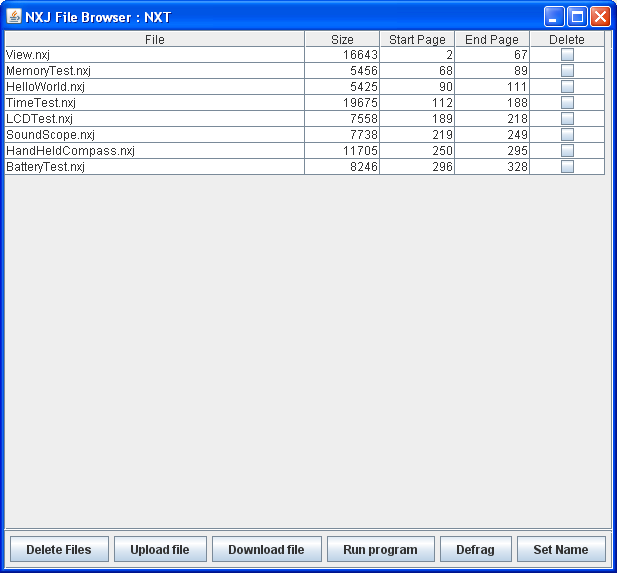 NXJ File Browser : NXT
File Size Start Page End Page Delete
View.nxj 16643 2 67
MemoryTest.nxj 5456 68 89
HelloWorld.nxj 5425 90 111
TimeTest.nxj 19675 112 188
LCDTest.nxj 7558 189 218
SoundScope.nxj 7738 219 249
HandHeldCompass.nxj 11705 250 295
BatteryTest.nxj 8246 296 328
Delete Files Upload file Download file Run program Defrag Set Name